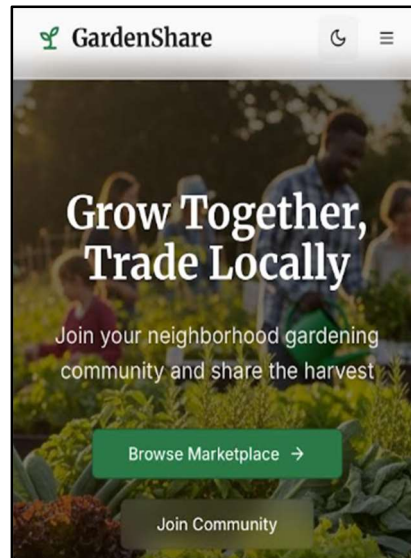 GardenShare
Grow Together,
Trade Locally
Join your neighborhood gardening
community and share the harvest
Browse Marketplace →
Join Community